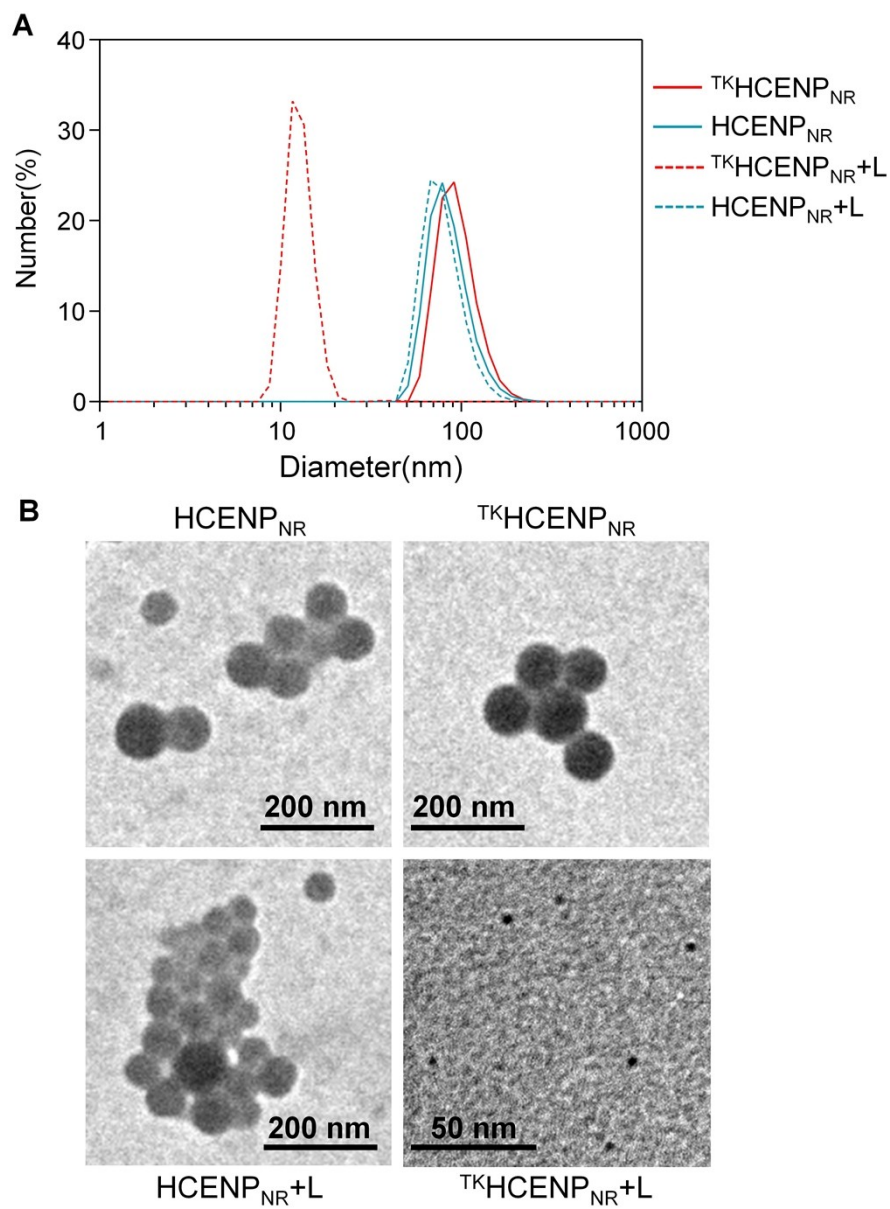 A
40
30
20
10
0
Number(%)
1
10
100
1000
Diameter(nm)
TKHCENPNR
HCENPNR
TKHCENPNR+L
HCENPNR+L
B
HCENPNR
TKHCENPNR
200 nm
200 nm
200 nm
50 nm
HCENPNR+L
TKHCENPNR+L